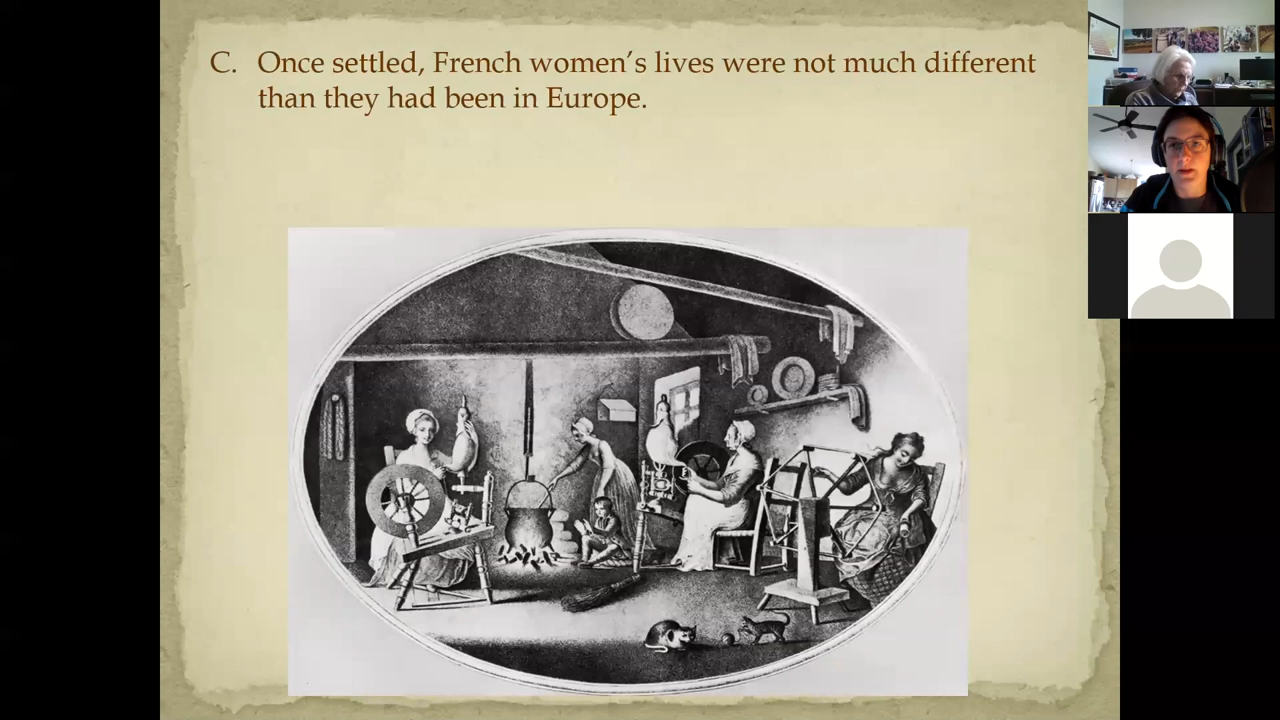 C. Once settled, French women’s lives were not much different
than they had been in Europe.